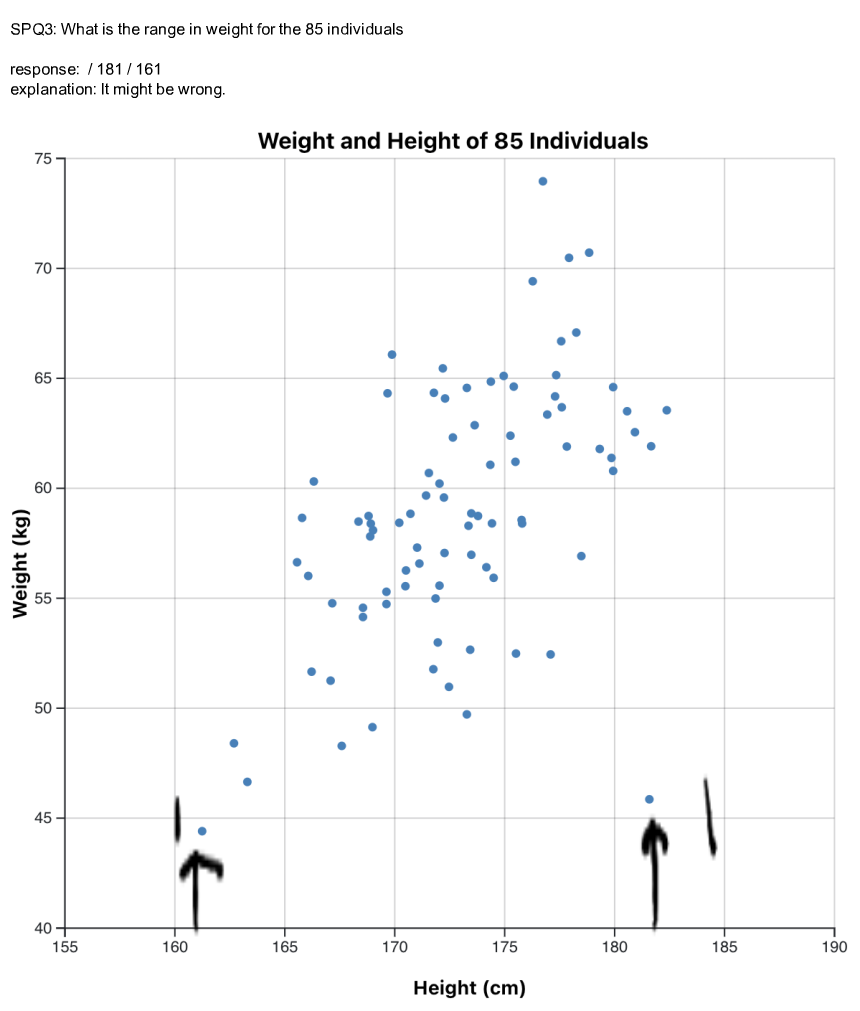 SPQ3: What is the range in weight for the 85 individuals
response:  / 181 / 161
explanation: It might be wrong.
Weight and Height of 85 Individuals
75
70
65
60
55
50
45
40
Weight (kg)
155 160 165 170 175 180 185 190
Height (cm)